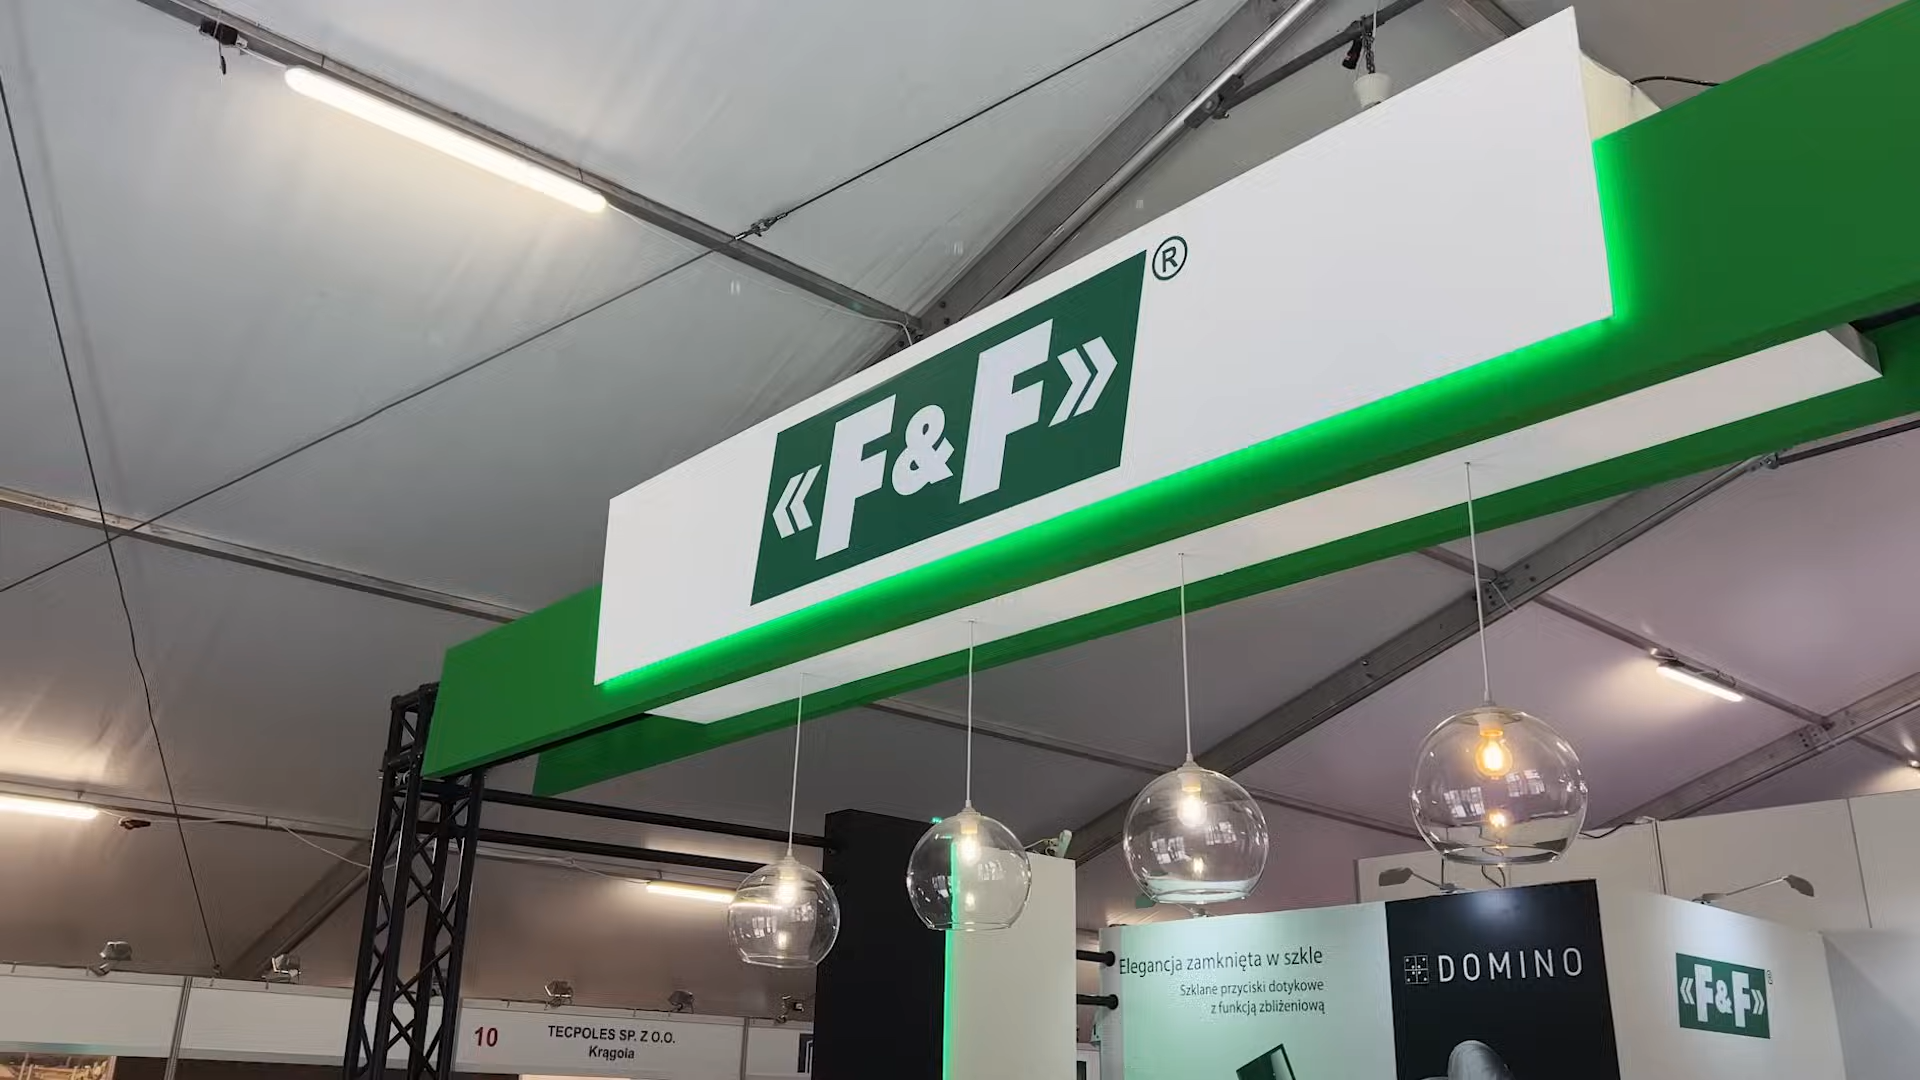 «F&F»®
Elegancja zamknięta w szkle
Szklane przyciski dotykowe
z funkcją zbliżeniową
DOMINO
«F&F»®
10
TECPOLES SP. Z O.O.
Krągola